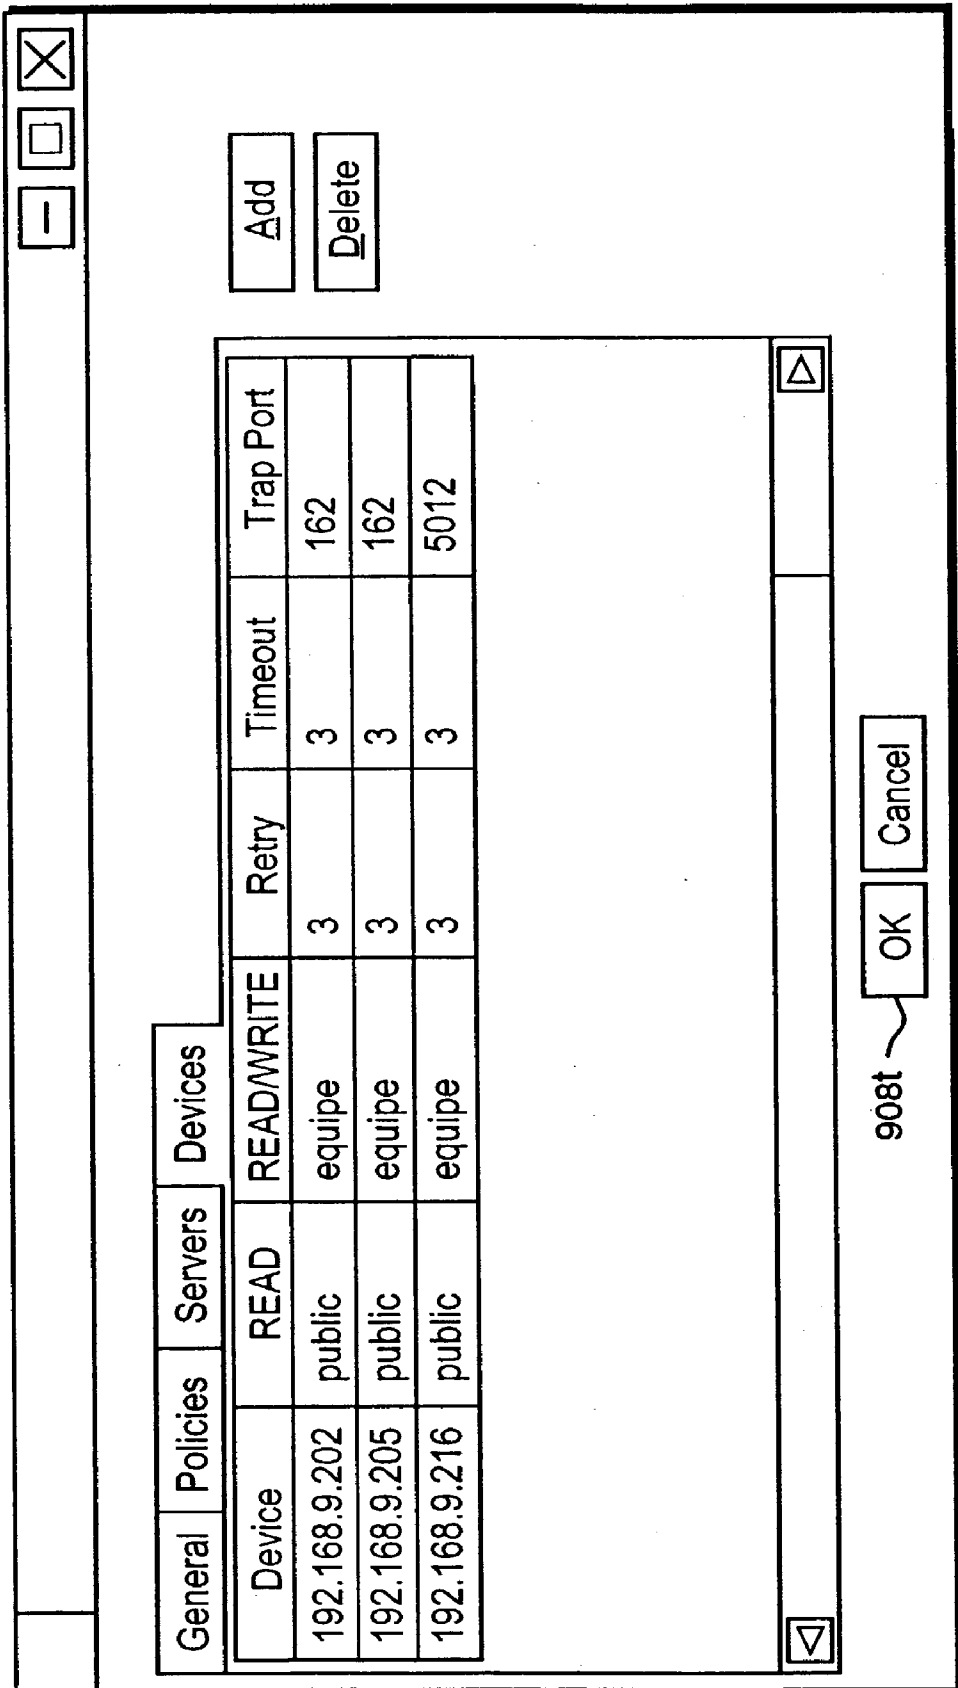 General Policies Servers Devices
Device READ READ/WRITE Retry Timeout Trap Port
192.168.9.202 public equipe 3 3 162
192.168.9.205 public equipe 3 3 162
192.168.9.216 public equipe 3 3 5012
Add
Delete
OK Cancel
908t